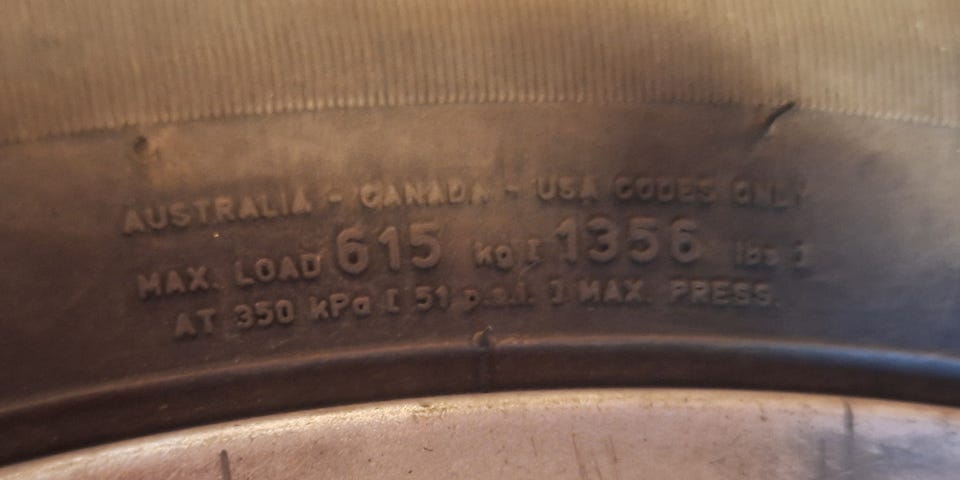 AUSTRALIA - CANADA - USA CODES ONLY
MAX. LOAD 615 kg [ 1356 lbs ]
AT 350 kPa [ 51 p.s.i. ] MAX. PRESS.